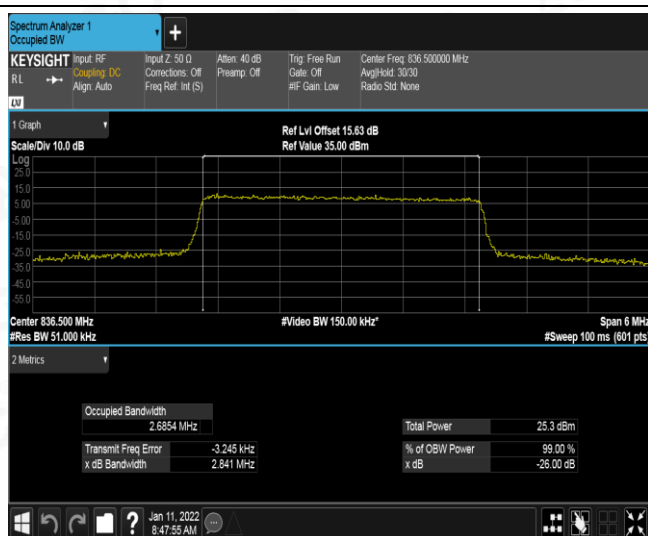 Spectrum Analyzer 1
Occupied BW
+
KEYSIGHT
RL
LXI
Input: RF
Coupling: DC
Align: Auto
Input Z: 50 Ω
Corrections: Off
Freq Ref: Int (S)
Atten: 40 dB
Preamp: Off
Trig: Free Run
Gate: Off
#IF Gain: Low
Center Freq: 836.500000 MHz
Avg|Hold: 30/30
Radio Std: None
1 Graph
Scale/Div 10.0 dB
Ref Lvl Offset 15.63 dB
Ref Value 35.00 dBm
Log
25.0
15.0
5.00
-5.00
-15.0
-25.0
-35.0
-45.0
-55.0
Center 836.500 MHz
#Res BW 51.000 kHz
#Video BW 150.00 kHz*
Span 6 MHz
#Sweep 100 ms (601 pts)
2 Metrics
Occupied Bandwidth
2.6854 MHz
Transmit Freq Error -3.245 kHz
x dB Bandwidth 2.841 MHz
Total Power 25.3 dBm
% of OBW Power 99.00 %
x dB -26.00 dB
?
Jan 11, 2022
8:47:55 AM